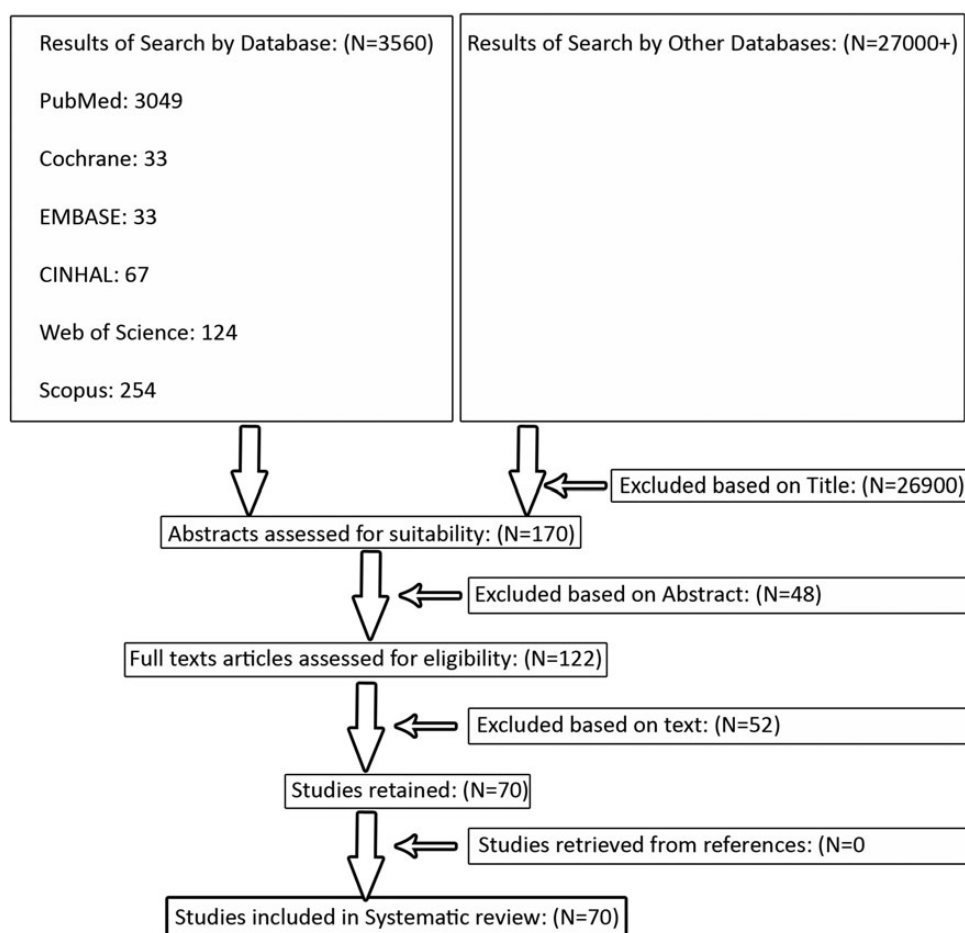 Results of Search by Database: (N=3560)
PubMed: 3049
Cochrane: 33
EMBASE: 33
CINHAL: 67
Web of Science: 124
Scopus: 254
Results of Search by Other Databases: (N=27000+)
Excluded based on Title: (N=26900)
Abstracts assessed for suitability: (N=170)
Excluded based on Abstract: (N=48)
Full texts articles assessed for eligibility: (N=122)
Excluded based on text: (N=52)
Studies retained: (N=70)
Studies retrieved from references: (N=0
Studies included in Systematic review: (N=70)